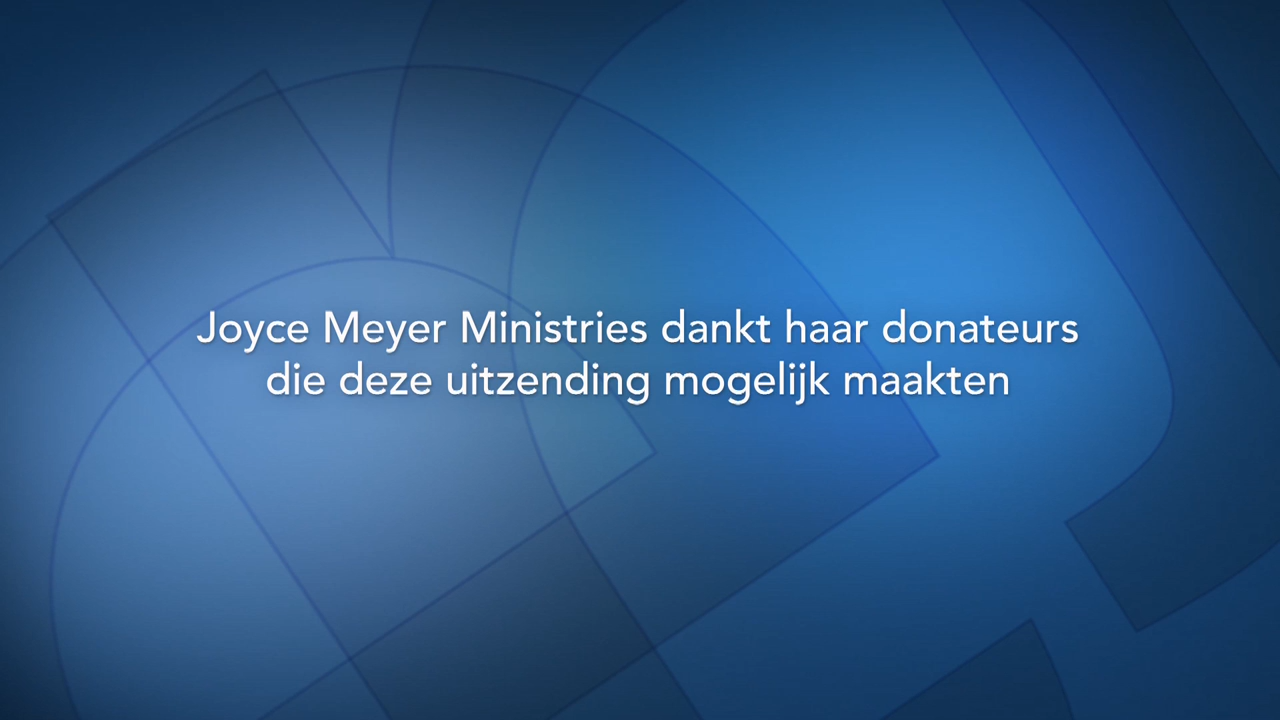 Joyce Meyer Ministries dankt haar donateurs
die deze uitzending mogelijk maakten